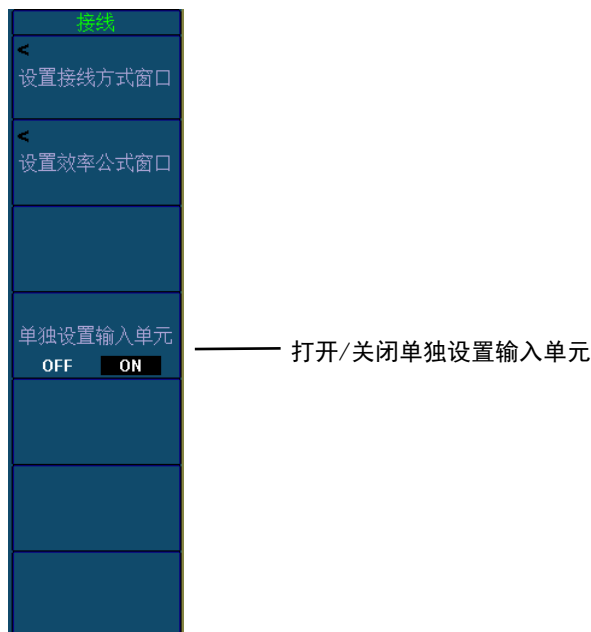 接线
<
设置接线方式窗口
<
设置效率公式窗口
单独设置输入单元
OFF ON
打开/关闭单独设置输入单元